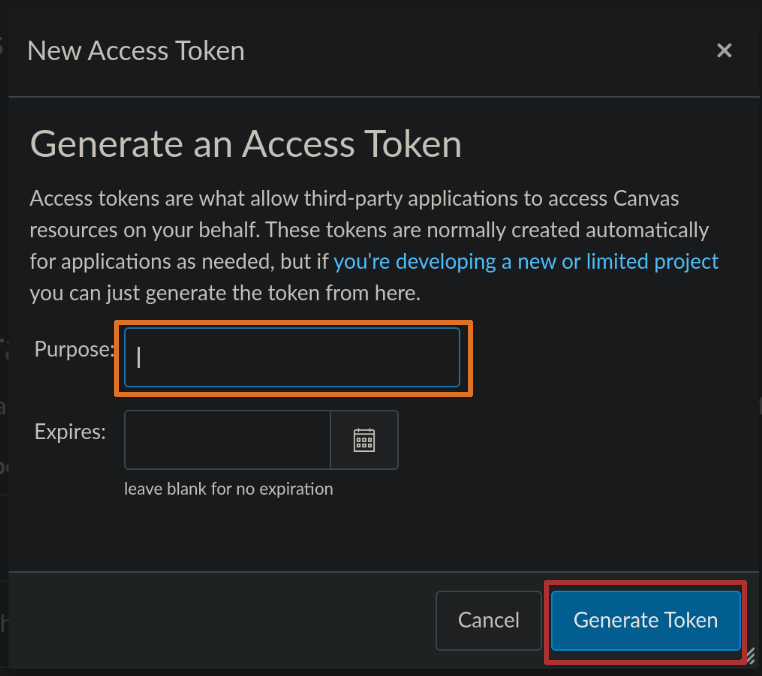 New Access Token
Generate an Access Token
Access tokens are what allow third-party applications to access Canvas
resources on your behalf. These tokens are normally created automatically
for applications as needed, but if you're developing a new or limited project
you can just generate the token from here.
Purpose:
Expires:
leave blank for no expiration
Cancel
Generate Token